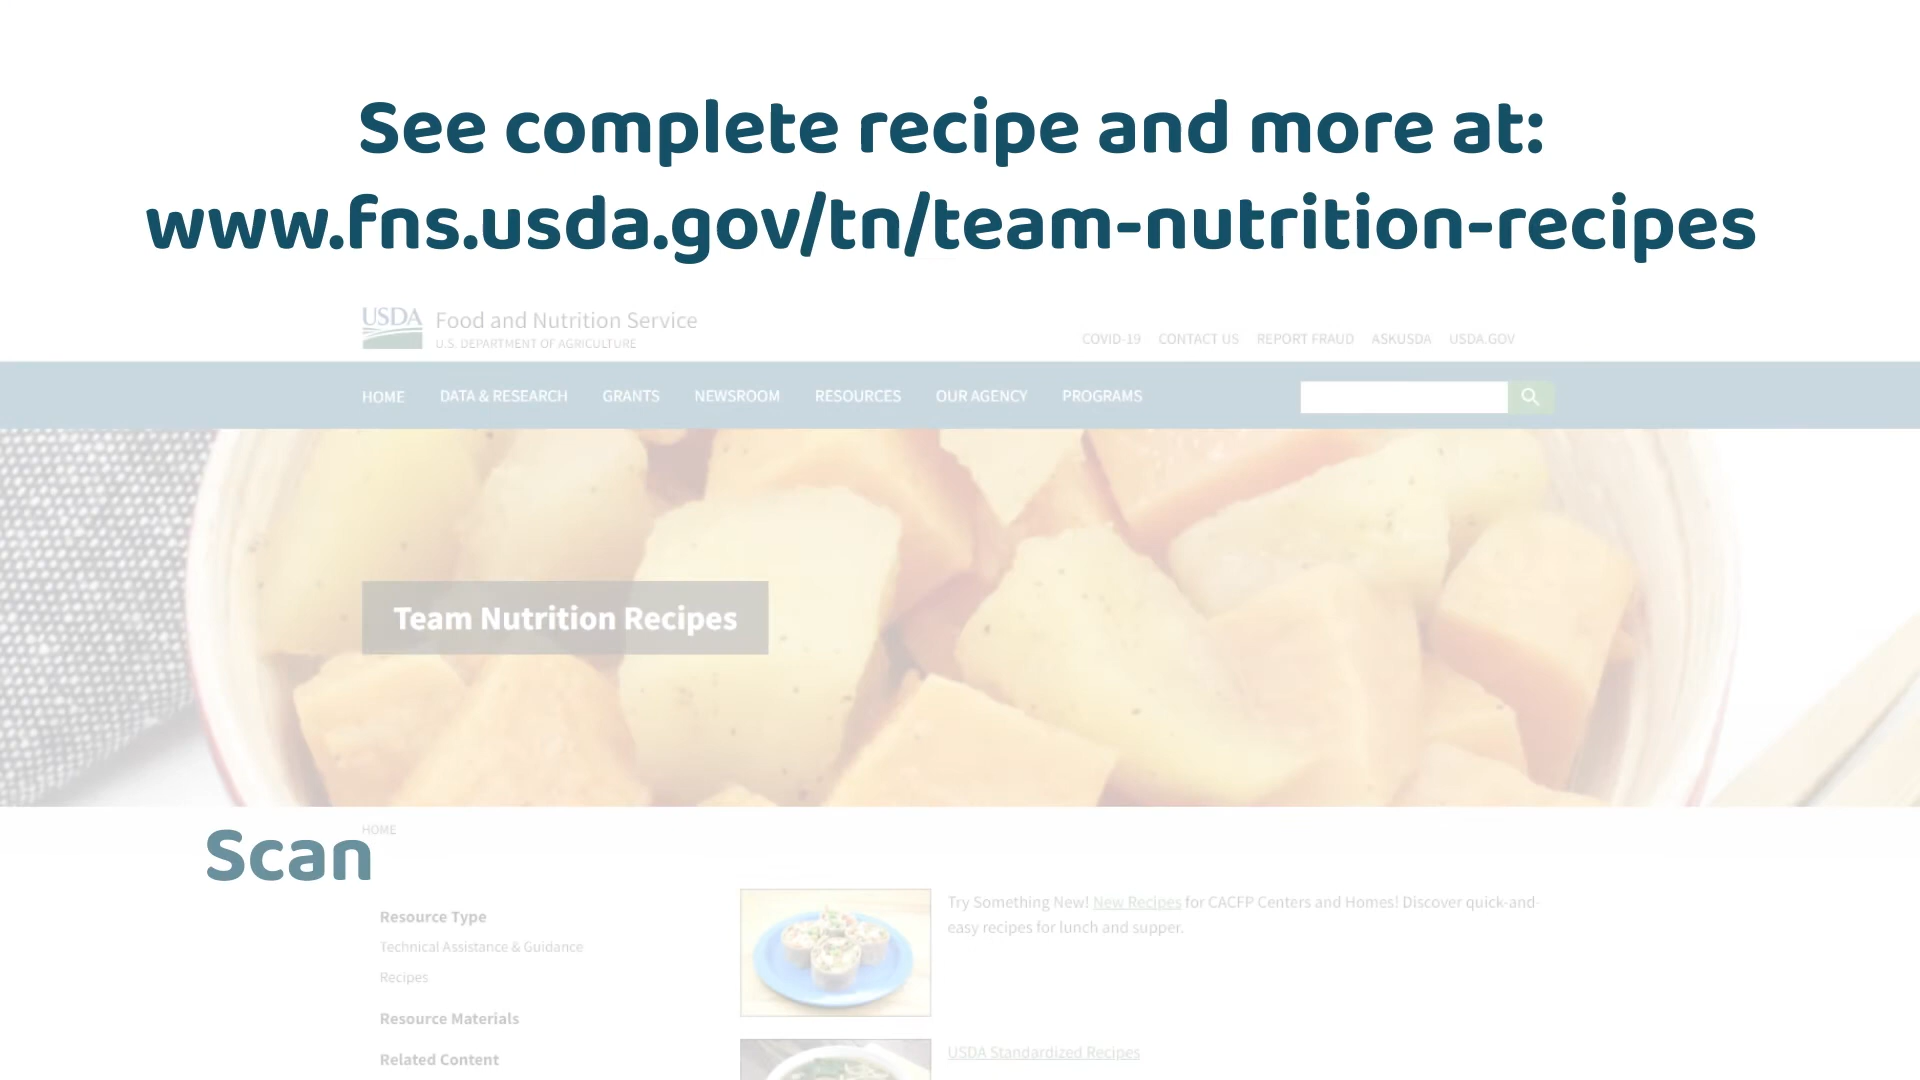 See complete recipe and more at:
www.fns.usda.gov/tn/team-nutrition-recipes
USDA
Food and Nutrition Service
U.S. DEPARTMENT OF AGRICULTURE
COVID-19 CONTACT US REPORT FRAUD ASKUSDA USDA.GOV
HOME DATA & RESEARCH GRANTS NEWSROOM RESOURCES OUR AGENCY PROGRAMS
Team Nutrition Recipes
HOME
Scan
Resource Type
Technical Assistance & Guidance
Recipes
Resource Materials
Related Content
Try Something New! New Recipes for CACFP Centers and Homes! Discover quick-and-
easy recipes for lunch and supper.
USDA Standardized Recipes